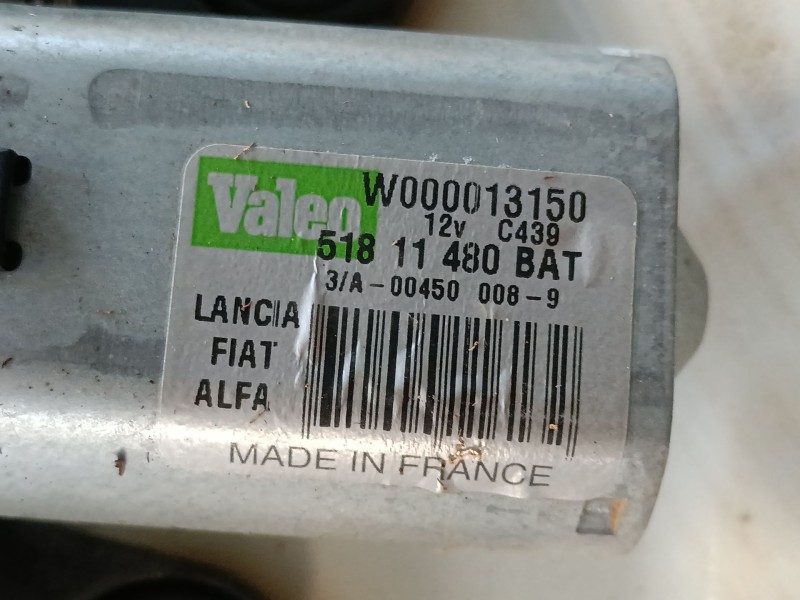 Valeo W000013150
12v C439
518 11 480 BAT
3/A-00450 008-9
LANCIA
FIAT
ALFA
MADE IN FRANCE